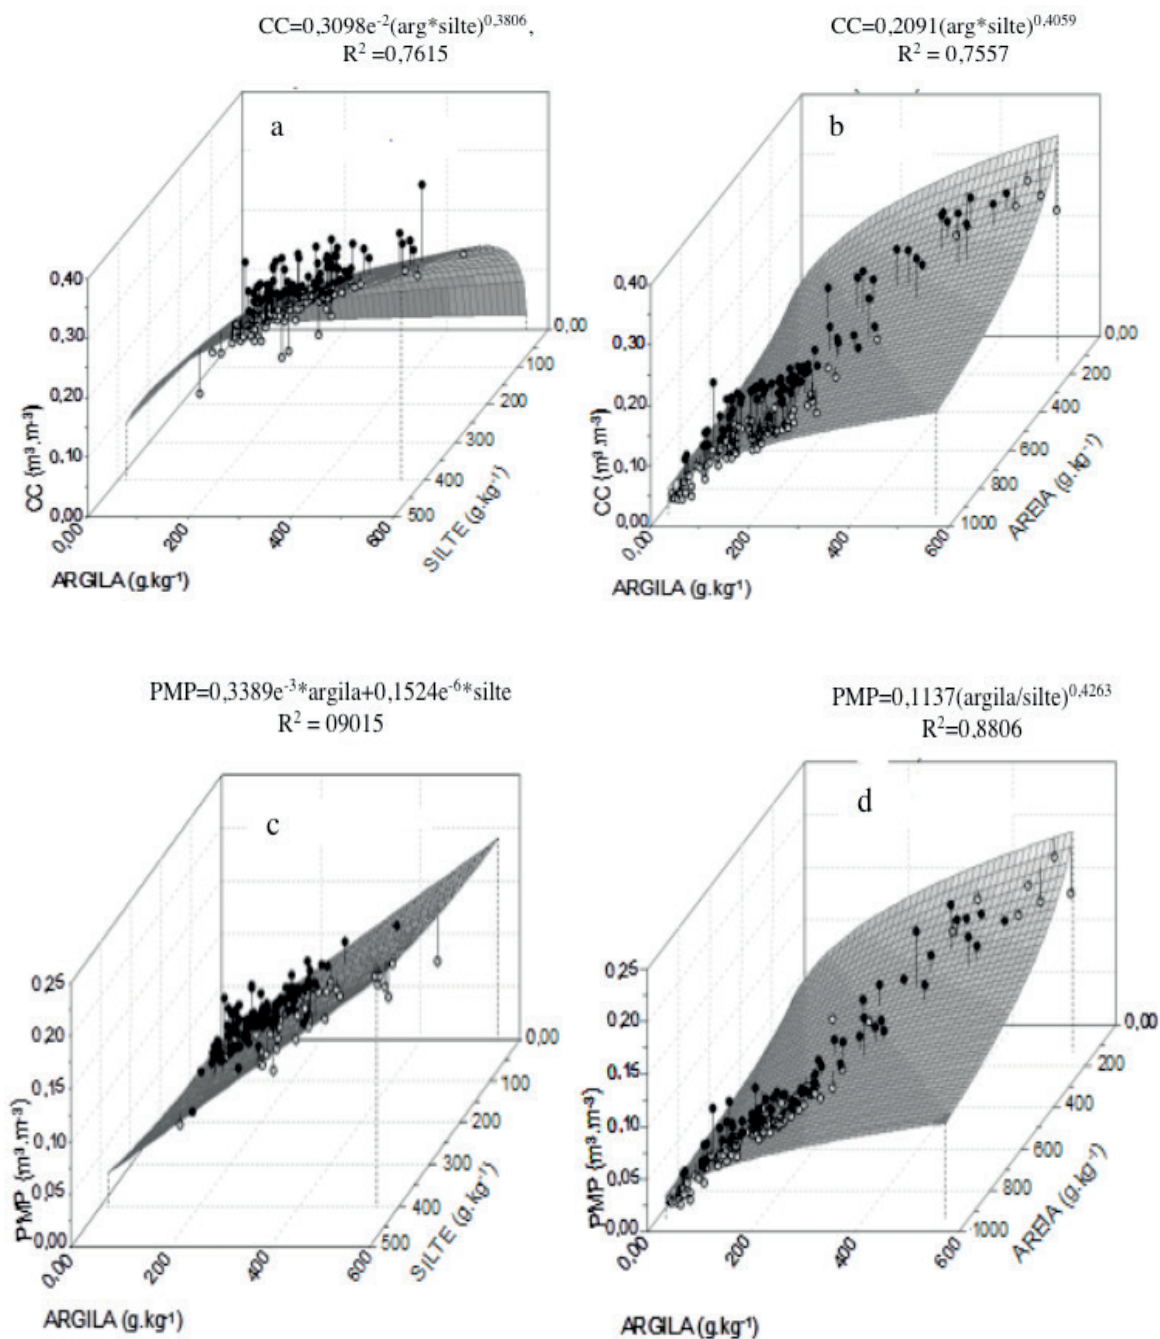 CC=0,3098e⁻²(arg*silte)⁰,³⁸⁰⁶,
R² =0,7615
CC=0,2091(arg*silte)⁰,⁴⁰⁵⁹
R² = 0,7557
a
0,40
0,30
0,20
0,10
0,00
CC (m³.m⁻³)
0,00
200
400
600
ARGILA (g.kg⁻¹)
0,00
100
200
300
400
500
SILTE (g.kg⁻¹)
b
0,40
0,30
0,20
0,10
0,00
CC (m³.m⁻³)
0,00
200
400
600
ARGILA (g.kg⁻¹)
0,00
200
400
600
800
1000
AREIA (g.kg⁻¹)
PMP=0,3389e⁻³*argila+0,1524e⁻⁶*silte
R² = 09015
PMP=0,1137(argila/silte)⁰,⁴²⁶³
R²=0.8806
c
0,25
0,20
0,15
0,10
0,05
0,00
PMP (m³.m⁻³)
0,00
200
400
600
ARGILA (g.kg⁻¹)
0,00
100
200
300
400
500
SILTE (g.kg⁻¹)
d
0,25
0,20
0,15
0,10
0,05
0,00
PMP (m³.m⁻³)
0,00
200
400
600
ARGILA (g.kg⁻¹)
0,00
200
400
600
800
1000
AREIA (g.kg⁻¹)